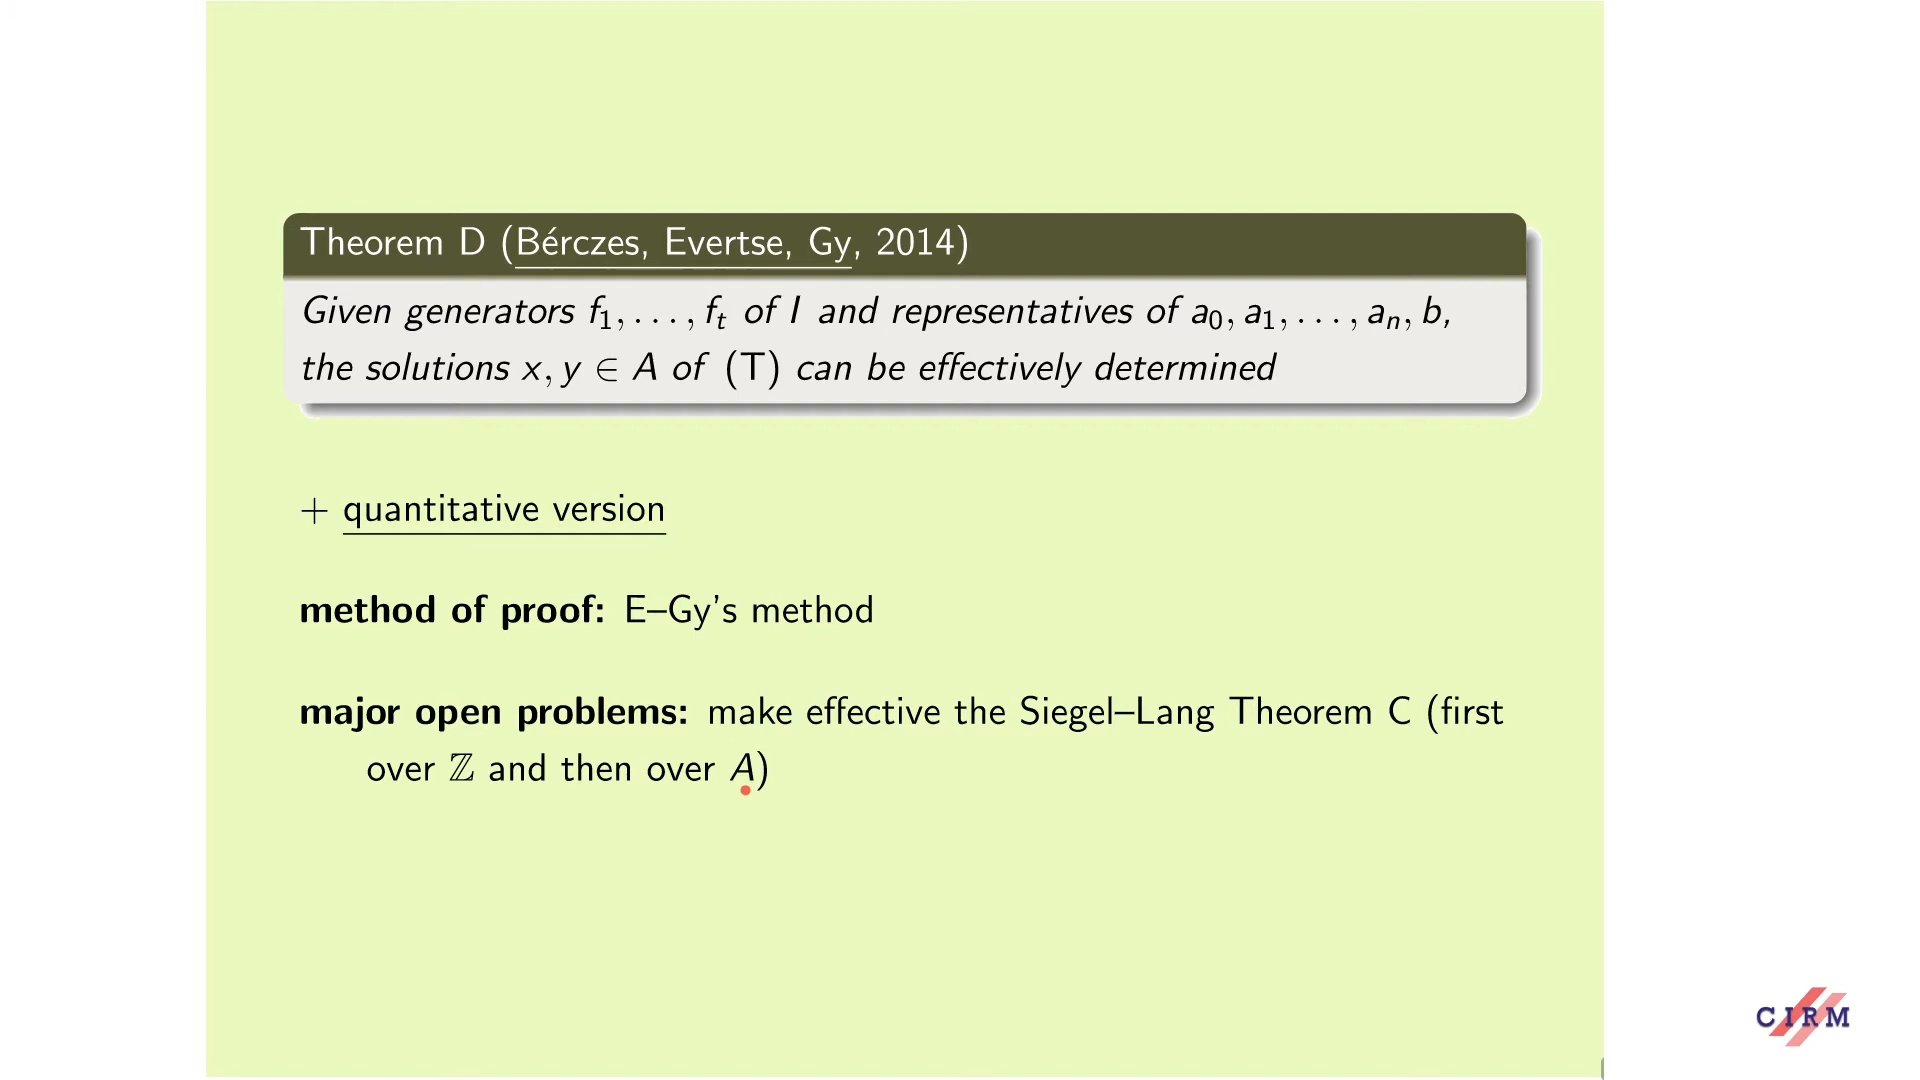 Theorem D (Bérczes, Evertse, Gy, 2014)
Given generators f₁, . . . , fₜ of I and representatives of a₀, a₁, . . . , aₙ, b,
the solutions x, y ∈ A of (T) can be effectively determined
+ quantitative version
method of proof: E–Gy's method
major open problems: make effective the Siegel–Lang Theorem C (first
over ℤ and then over A)
CIRM